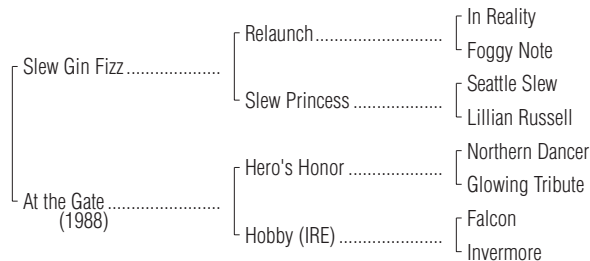 In Reality
Relaunch
Foggy Note
Slew Gin Fizz
Seattle Slew
Slew Princess
Lillian Russell
Northern Dancer
Hero's Honor
Glowing Tribute
At the Gate
(1988)
Falcon
Hobby (IRE)
Invermore